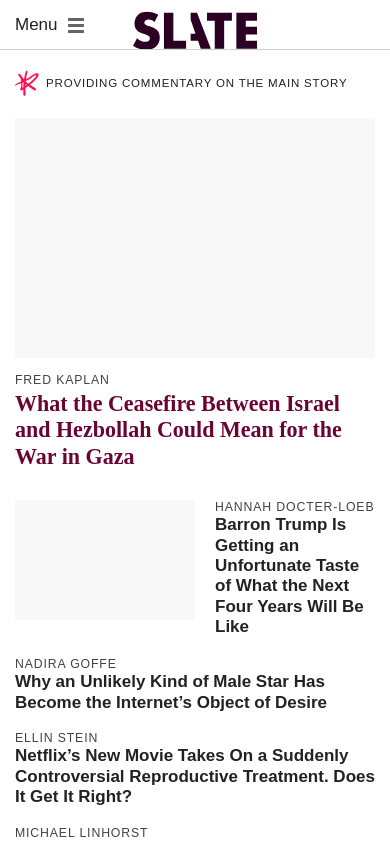 Menu
SLATE
PROVIDING COMMENTARY ON THE MAIN STORY
FRED KAPLAN
What the Ceasefire Between Israel
and Hezbollah Could Mean for the
War in Gaza
HANNAH DOCTER-LOEB
Barron Trump Is
Getting an
Unfortunate Taste
of What the Next
Four Years Will Be
Like
NADIRA GOFFE
Why an Unlikely Kind of Male Star Has
Become the Internet’s Object of Desire
ELLIN STEIN
Netflix’s New Movie Takes On a Suddenly
Controversial Reproductive Treatment. Does
It Get It Right?
MICHAEL LINHORST